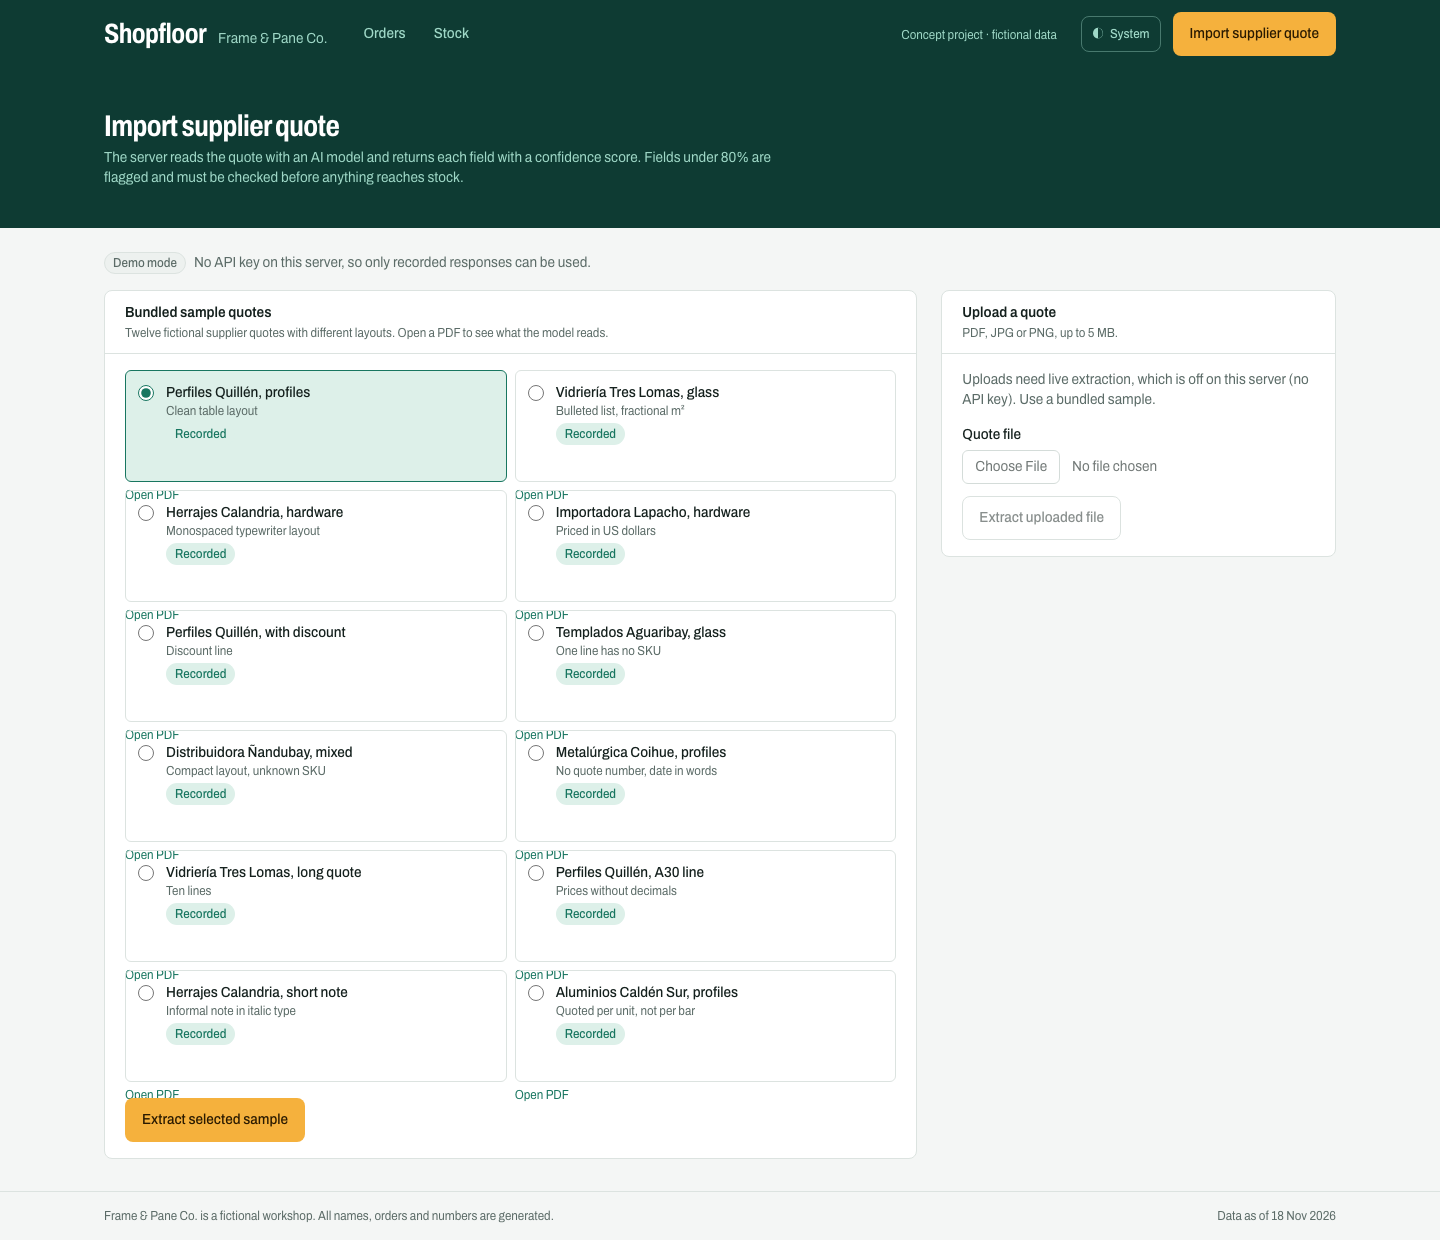 Shopfloor Frame & Pane Co. Orders Stock Concept project · fictional data System Import supplier quote
Import supplier quote
The server reads the quote with an AI model and returns each field with a confidence score. Fields under 80% are
flagged and must be checked before anything reaches stock.
Demo mode No API key on this server, so only recorded responses can be used.
Bundled sample quotes
Twelve fictional supplier quotes with different layouts. Open a PDF to see what the model reads.
Perfiles Quillén, profiles
Clean table layout
Recorded
Open PDF
Vidriería Tres Lomas, glass
Bulleted list, fractional m²
Recorded
Open PDF
Herrajes Calandria, hardware
Monospaced typewriter layout
Recorded
Open PDF
Importadora Lapacho, hardware
Priced in US dollars
Recorded
Open PDF
Perfiles Quillén, with discount
Discount line
Recorded
Open PDF
Templados Aguaribay, glass
One line has no SKU
Recorded
Open PDF
Distribuidora Ñandubay, mixed
Compact layout, unknown SKU
Recorded
Open PDF
Metalúrgica Coihue, profiles
No quote number, date in words
Recorded
Open PDF
Vidriería Tres Lomas, long quote
Ten lines
Recorded
Open PDF
Perfiles Quillén, A30 line
Prices without decimals
Recorded
Open PDF
Herrajes Calandria, short note
Informal note in italic type
Recorded
Open PDF
Aluminios Caldén Sur, profiles
Quoted per unit, not per bar
Recorded
Open PDF
Extract selected sample
Upload a quote
PDF, JPG or PNG, up to 5 MB.
Uploads need live extraction, which is off on this server (no
API key). Use a bundled sample.
Quote file
Choose File No file chosen
Extract uploaded file
Frame & Pane Co. is a fictional workshop. All names, orders and numbers are generated.
Data as of 18 Nov 2026